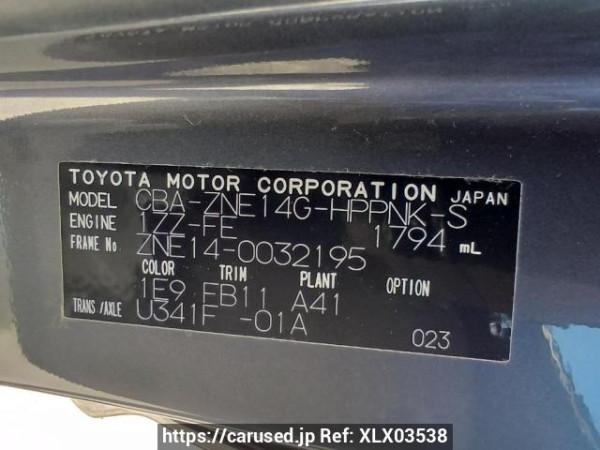 TOYOTA MOTOR CORPORATION JAPAN
MODEL CBA-ZNE14G-HPPNK-S
ENGINE 1ZZ-FE 1794 mL
FRAME No ZNE14-0032195
COLOR TRIM PLANT OPTION
1E9 FB11 A41
TRANS/AXLE U341F -01A 023
https://carused.jp Ref: XLX03538